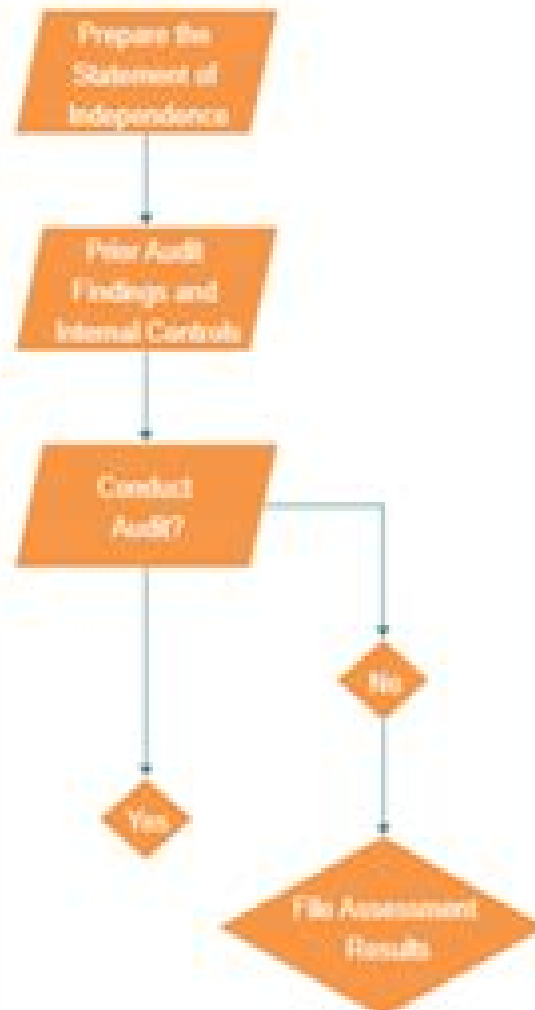 Prepare the
Statement of
Independence
Prior Audit
Findings and
Internal Controls
Conduct
Audit?
No
Yes
File Assessment
Results